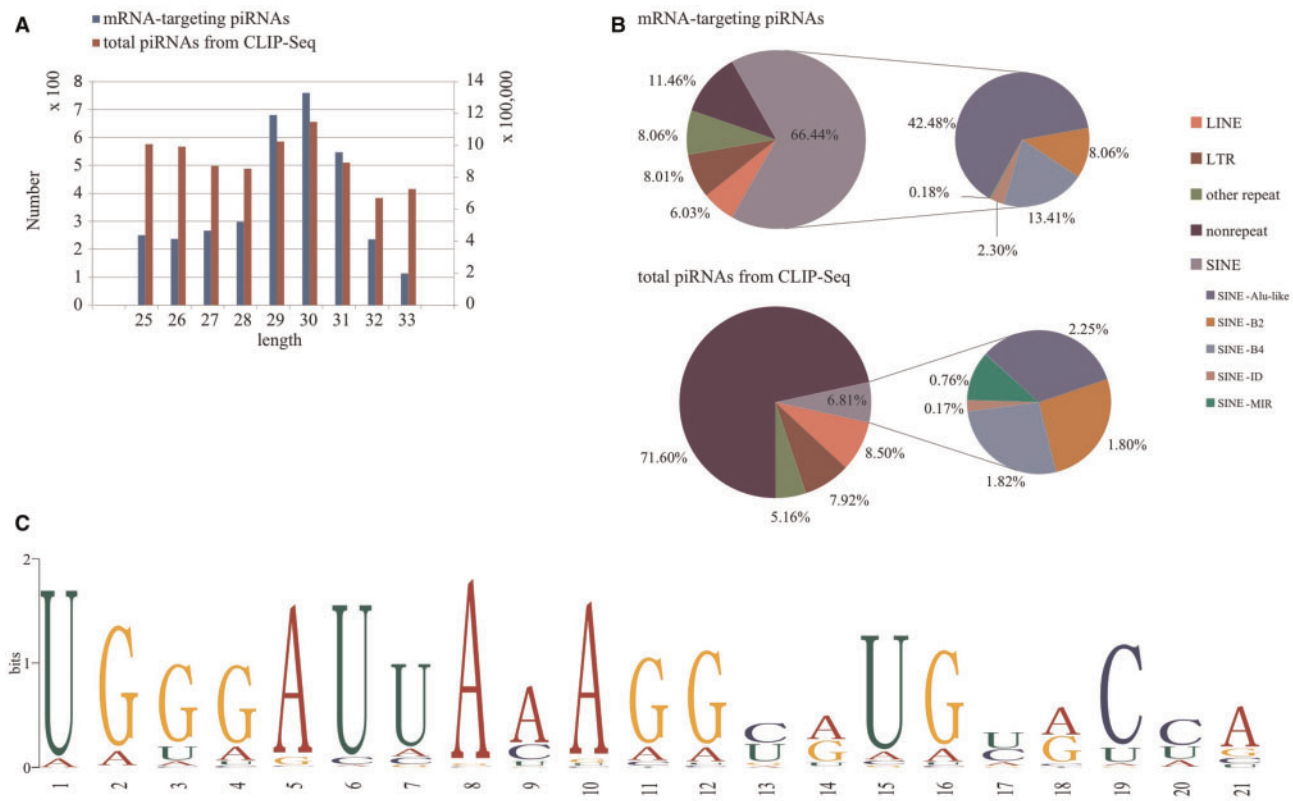 A
mRNA-targeting piRNAs
total piRNAs from CLIP-Seq
x 100
8
7
6
5
4
3
2
1
0
Number
14
12
10
8
6
4
2
0
x 100,000
25 26 27 28 29 30 31 32 33
length
B
mRNA-targeting piRNAs
11.46%
8.06%
8.01%
6.03%
66.44%
42.48%
8.06%
0.18%
13.41%
2.30%
total piRNAs from CLIP-Seq
71.60%
6.81%
8.50%
7.92%
5.16%
2.25%
0.76%
0.17%
1.82%
1.80%
LINE
LTR
other repeat
nonrepeat
SINE
SINE-Alu-like
SINE-B2
SINE-B4
SINE-ID
SINE-MIR
C
2
1
0
bits
U G G G A U U A A A G G C A U G U A C C A
1 2 3 4 5 6 7 8 9 10 11 12 13 14 15 16 17 18 19 20 21